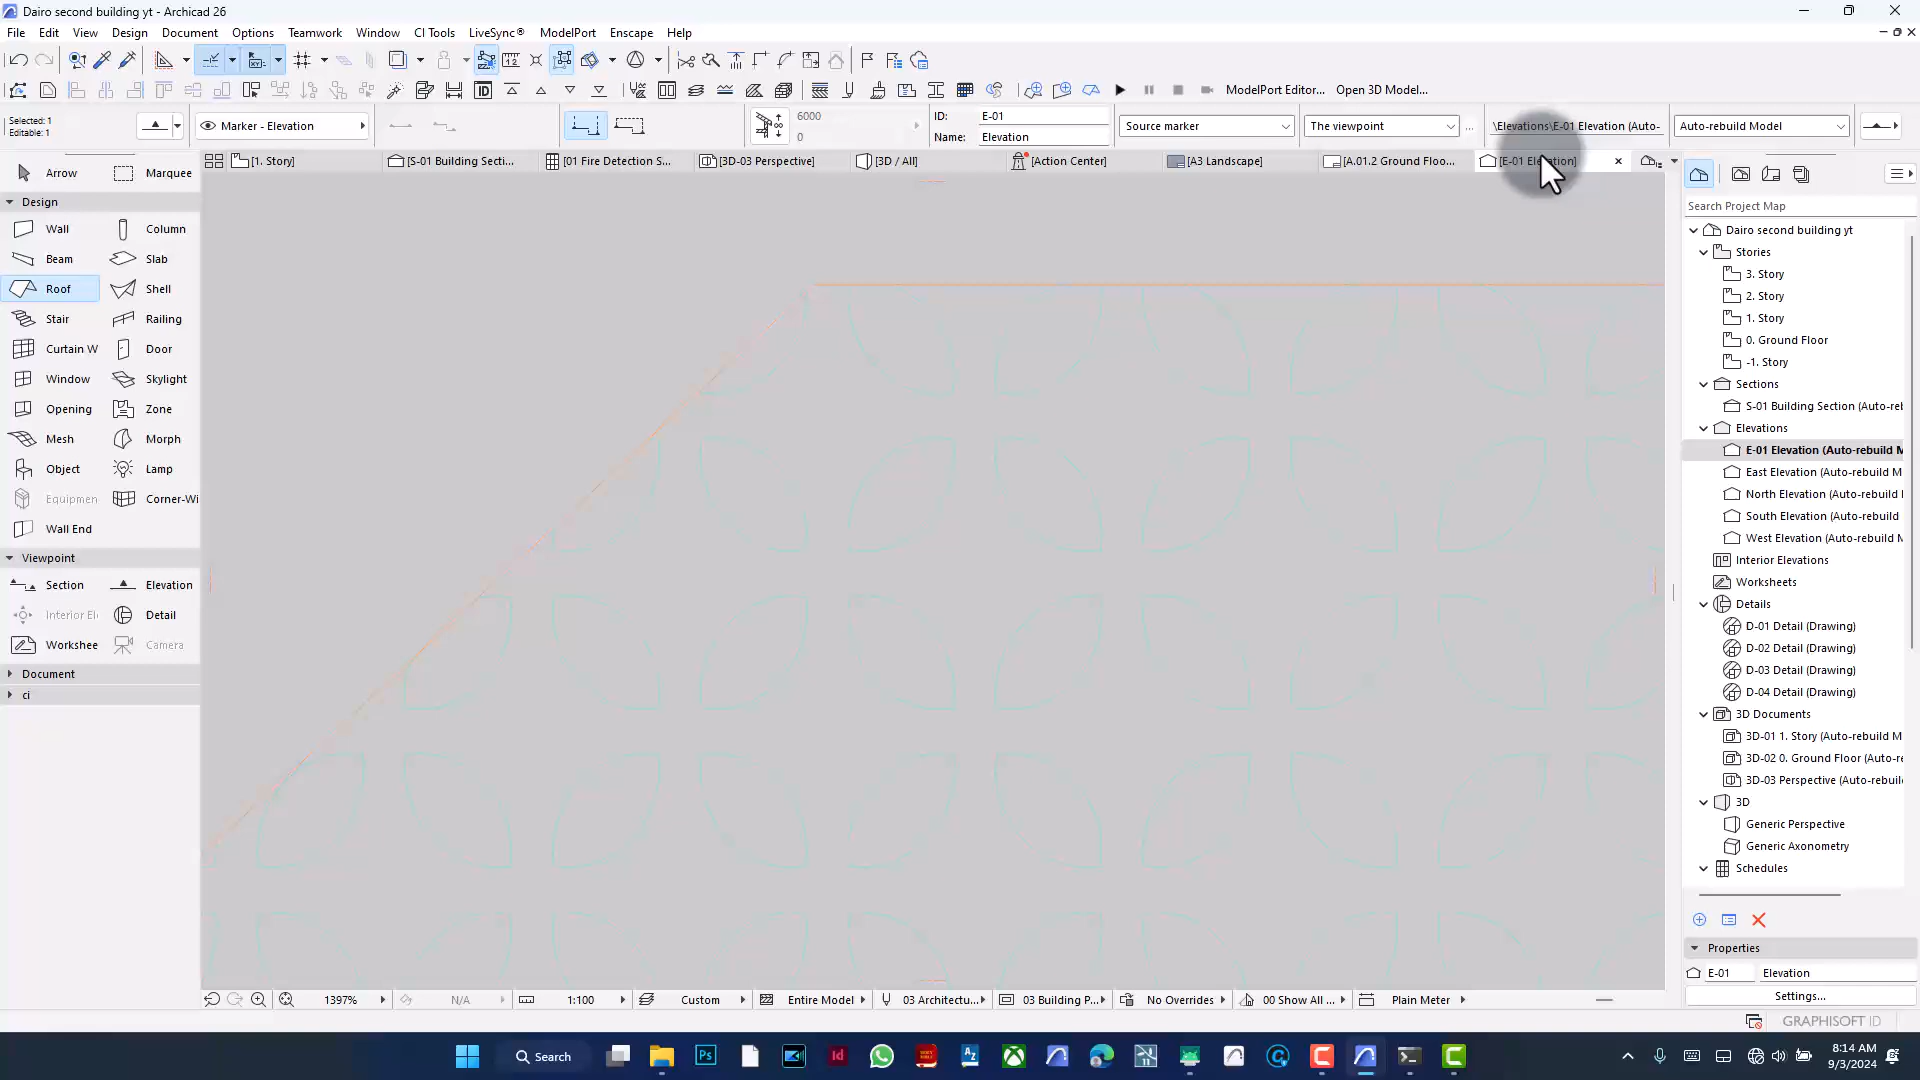 Dairo second building yt - Archicad 26
File Edit View Design Document Options Teamwork Window CI Tools LiveSync® ModelPort Enscape Help
ModelPort Editor... Open 3D Model...
Selected: 1
Editable: 1
Marker - Elevation
6000
0
ID: E-01
Name: Elevation
Source marker
The viewpoint
...
\Elevations\E-01 Elevation (Auto-
Auto-rebuild Model
[1. Story]
[S-01 Building Secti...
[01 Fire Detection S...
[3D-03 Perspective]
[3D / All]
[Action Center]
[A3 Landscape]
[A.01.2 Ground Floo...
[E-01 Elevation]
Arrow Marquee
Design
Wall Column
Beam Slab
Roof Shell
Stair Railing
Curtain W Door
Window Skylight
Opening Zone
Mesh Morph
Object Lamp
Equipmen Corner-Wi
Wall End
Viewpoint
Section Elevation
Interior El Detail
Workshee Camera
Document
ci
Search Project Map
Dairo second building yt
Stories
3. Story
2. Story
1. Story
0. Ground Floor
-1. Story
Sections
S-01 Building Section (Auto-rel
Elevations
E-01 Elevation (Auto-rebuild M
East Elevation (Auto-rebuild M
North Elevation (Auto-rebuild
South Elevation (Auto-rebuild
West Elevation (Auto-rebuild M
Interior Elevations
Worksheets
Details
D-01 Detail (Drawing)
D-02 Detail (Drawing)
D-03 Detail (Drawing)
D-04 Detail (Drawing)
3D Documents
3D-01 1. Story (Auto-rebuild M
3D-02 0. Ground Floor (Auto-re
3D-03 Perspective (Auto-rebuild
3D
Generic Perspective
Generic Axonometry
Schedules
Properties
E-01 Elevation
Settings...
1397% N/A 1:100 Custom Entire Model 03 Architectu... 03 Building P... No Overrides 00 Show All ... Plain Meter
GRAPHISOFT ID
Search
8:14 AM
9/3/2024